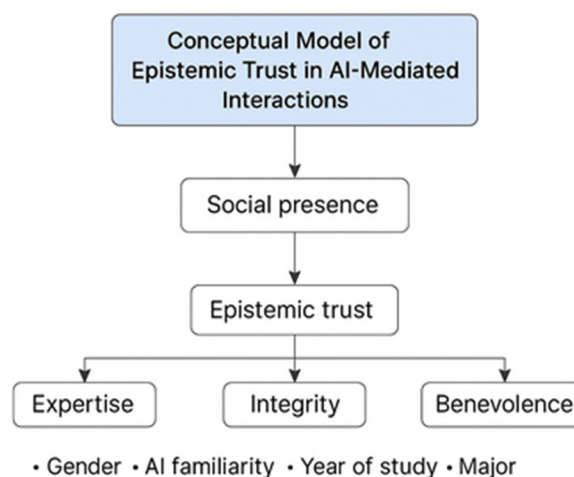 Conceptual Model of
Epistemic Trust in AI-Mediated
Interactions
Social presence
Epistemic trust
Expertise
Integrity
Benevolence
• Gender • AI familiarity • Year of study • Major